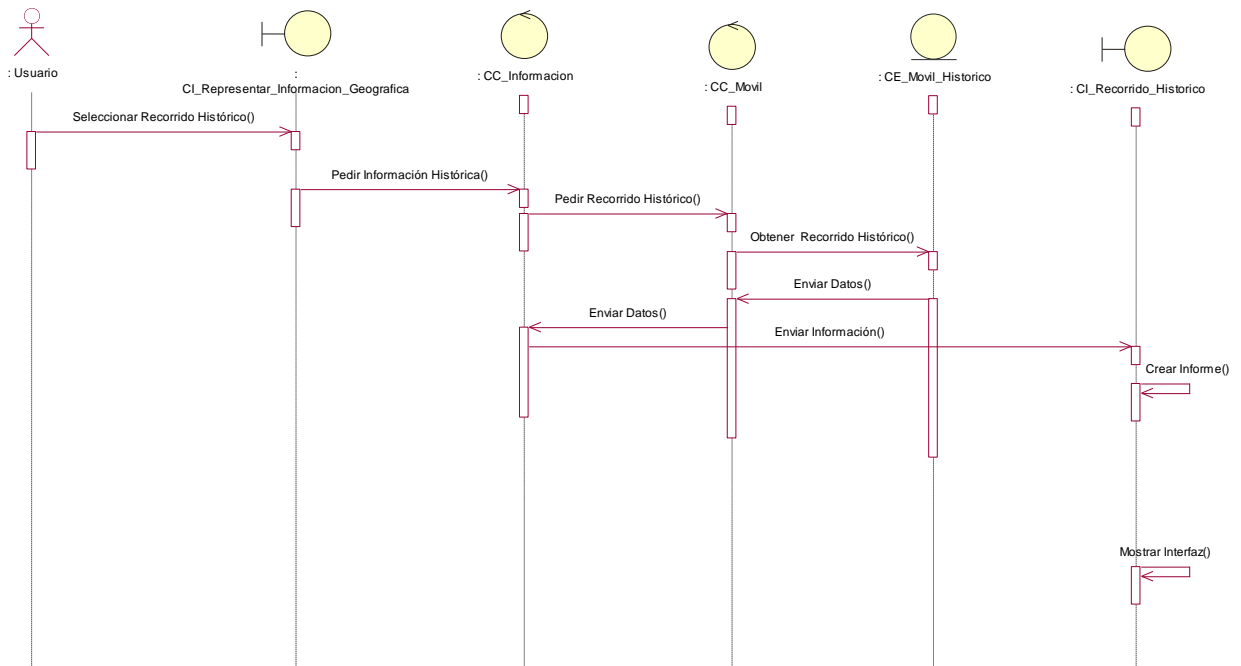 : Usuario
:
CI_Representar_Informacion_Geografica
: CC_Informacion
: CC_Movil
: CE_Movil_Historico
: CI_Recorrido_Historico
Seleccionar Recorrido Histórico()
Pedir Información Histórica()
Pedir Recorrido Histórico()
Obtener  Recorrido Histórico()
Enviar Datos()
Enviar Datos()
Enviar Información()
Crear Informe()
Mostrar Interfaz()